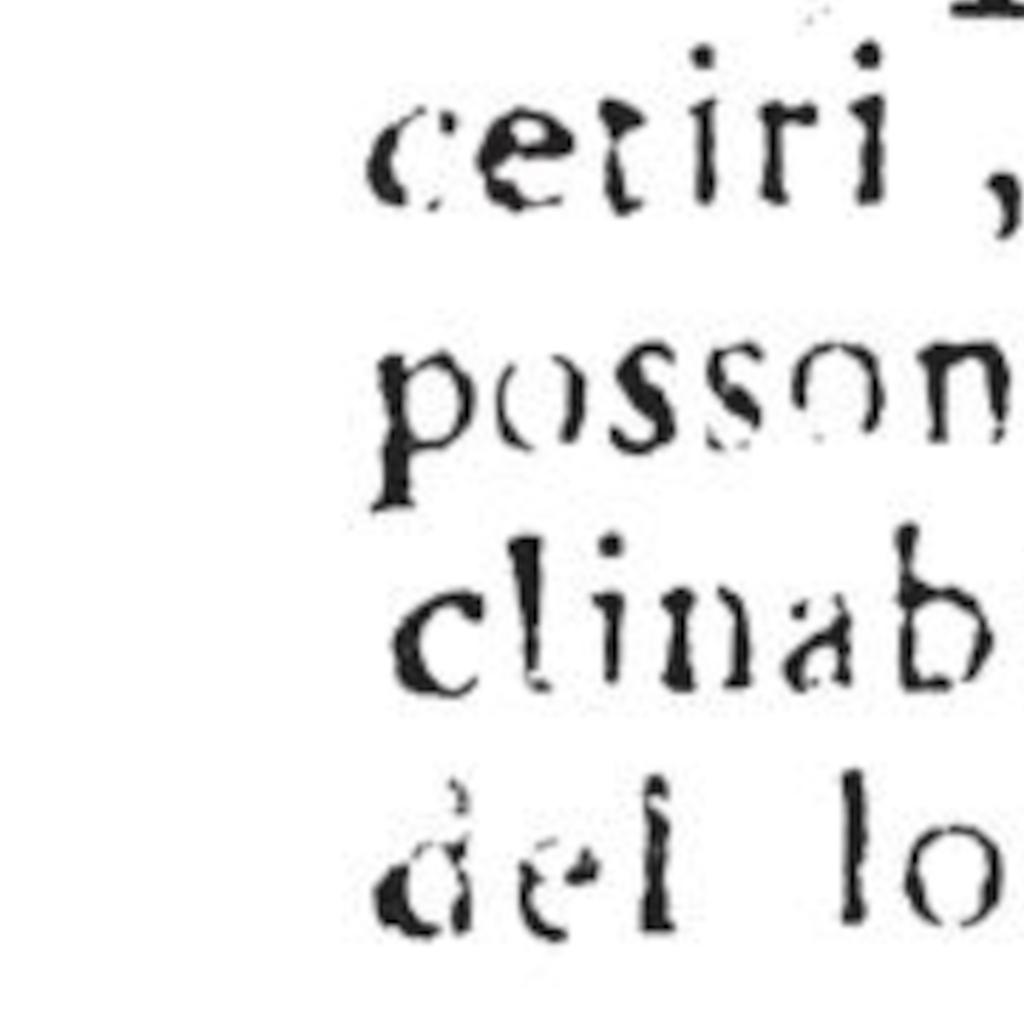 cetiri ,
posson
clinab
del lo